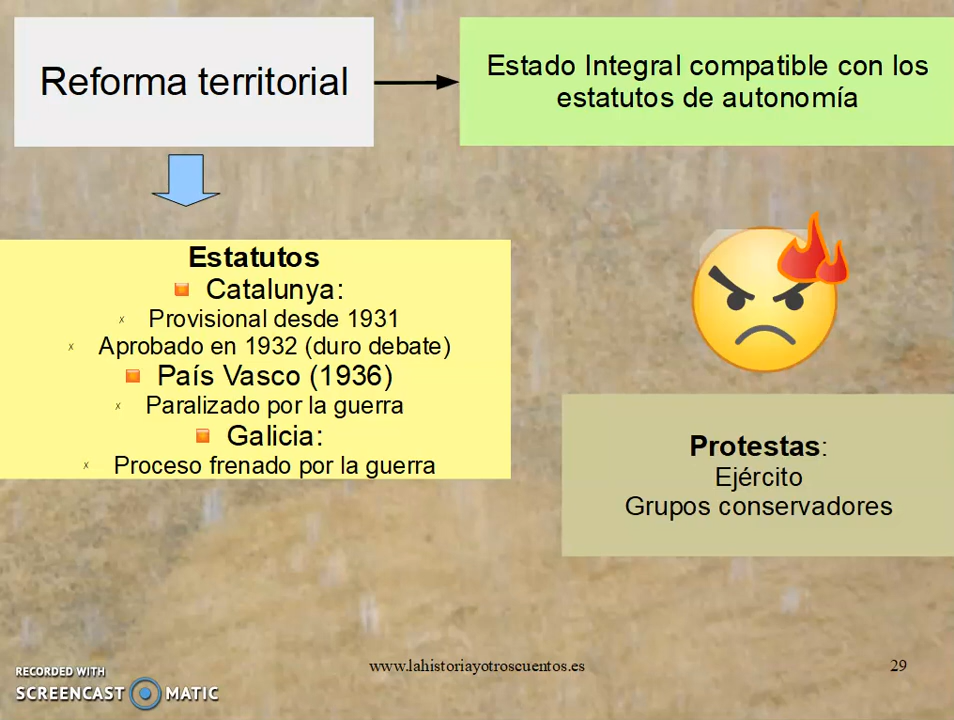 Reforma territorial
Estado Integral compatible con los
estatutos de autonomía
Estatutos
Catalunya:
x Provisional desde 1931
x Aprobado en 1932 (duro debate)
País Vasco (1936)
x Paralizado por la guerra
Galicia:
x Proceso frenado por la guerra
Protestas:
Ejército
Grupos conservadores
RECORDED WITH
SCREENCAST MATIC
www.lahistoriayotroscuentos.es
29